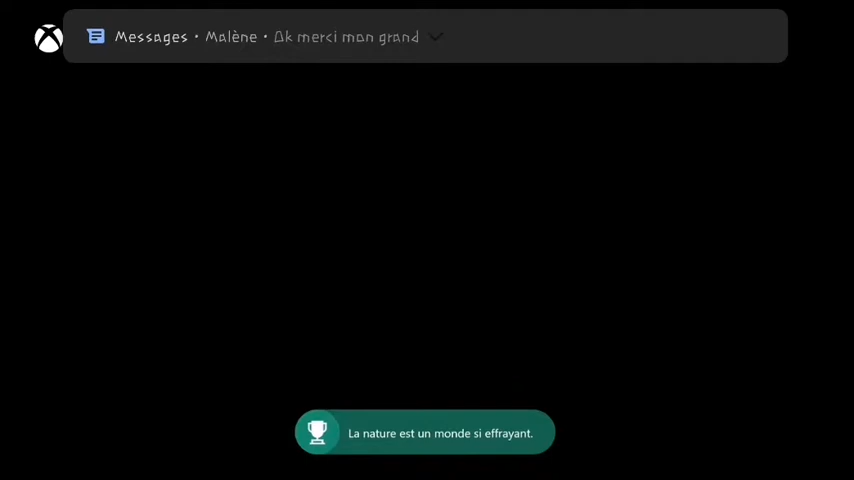 Messages • Malène • Ok merci mon grand
La nature est un monde si effrayant.